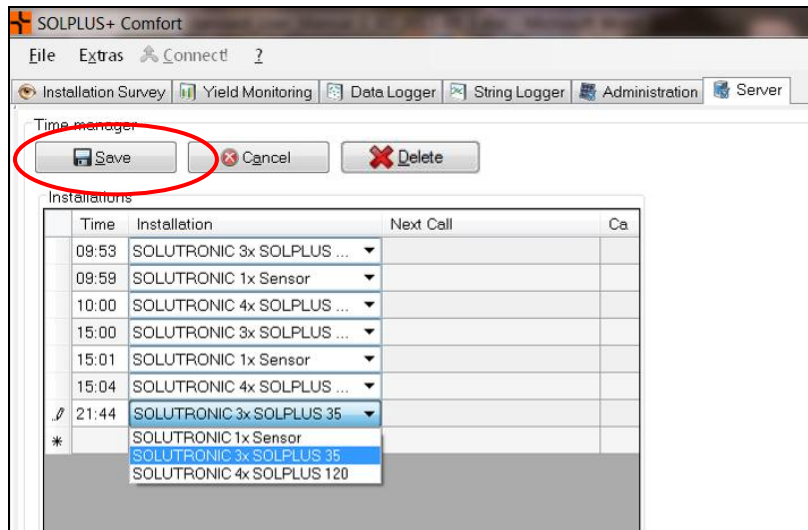 SOLPLUS+ Comfort
File Extras Connect! ?
Installation Survey Yield Monitoring Data Logger String Logger Administration Server
Time manager
Save Cancel Delete
Installations
Time Installation Next Call Ca
09:53 SOLUTRONIC 3x SOLPLUS ...
09:59 SOLUTRONIC 1x Sensor
10:00 SOLUTRONIC 4x SOLPLUS ...
15:00 SOLUTRONIC 3x SOLPLUS ...
15:01 SOLUTRONIC 1x Sensor
15:04 SOLUTRONIC 4x SOLPLUS ...
21:44 SOLUTRONIC 3x SOLPLUS 35
SOLUTRONIC 1x Sensor
SOLUTRONIC 3x SOLPLUS 35
SOLUTRONIC 4x SOLPLUS 120